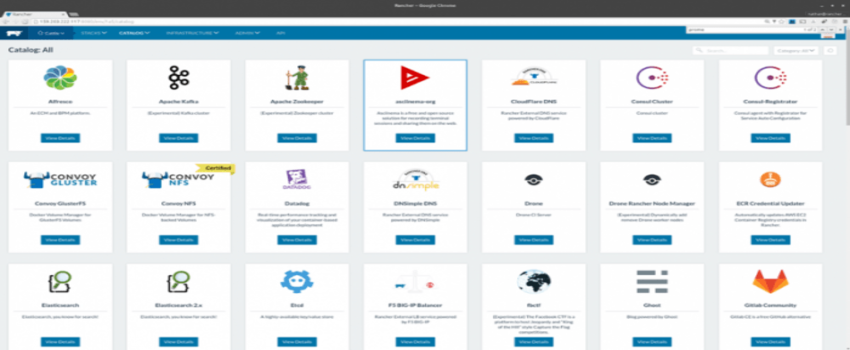 Rancher - Google Chrome
Rancher
STACKS CATALOG INFRASTRUCTURE ADMIN API
Catalog: All
Search...
Alfresco
An ECM and BPM platform.
View Details
Apache Kafka
(Experimental) Kafka cluster
View Details
Apache Zookeeper
(Experimental) Zookeeper cluster
View Details
asciinema-org
Asciinema is a free and open source
solution for recording terminal
sessions and sharing them on the web.
View Details
CloudFlare DNS
Rancher External DNS service
powered by CloudFlare
View Details
Consul Cluster
Consul cluster
View Details
Consul-Registrator
Consul agent with Registrator for
Service Auto Configuration
View Details
CONVOY
GLUSTER
Convoy GlusterFS
Docker Volume Manager for
GlusterFS Volumes
View Details
Certified
CONVOY
NFS
Convoy NFS
Docker Volume Manager for NFS-
backed Volumes
View Details
DATADOG
Datadog
Real-time performance tracking and
visualization of your container-based
application deployment
View Details
dnsimple
DNSimple DNS
Rancher External DNS service
powered by DNSimple
View Details
Drone
Drone CI Server
View Details
Drone Rancher Node Manager
(Experimental) Dynamically add
remove Drone worker nodes
View Details
ECR Credential Updater
Automatically updates AWS ECS
Container Registry credentials in
Rancher.
View Details
Elasticsearch
Elasticsearch, you know for search!
View Details
Elasticsearch 2.x
Elasticsearch, you know for search!
View Details
Etcd
A highly available key/value store
View Details
F5 BIG-IP Balancer
Rancher External LB service powered
by F5 BIG-IP
View Details
fbctf
(Experimental) The Facebook CTF is a
platform to host Jeopardy and "King
of the Hill" style Capture the Flag
competitions.
Ghost
Blog powered by Ghost
View Details
Gitlab Community
GitLab CE is a free GitHub alternative
View Details